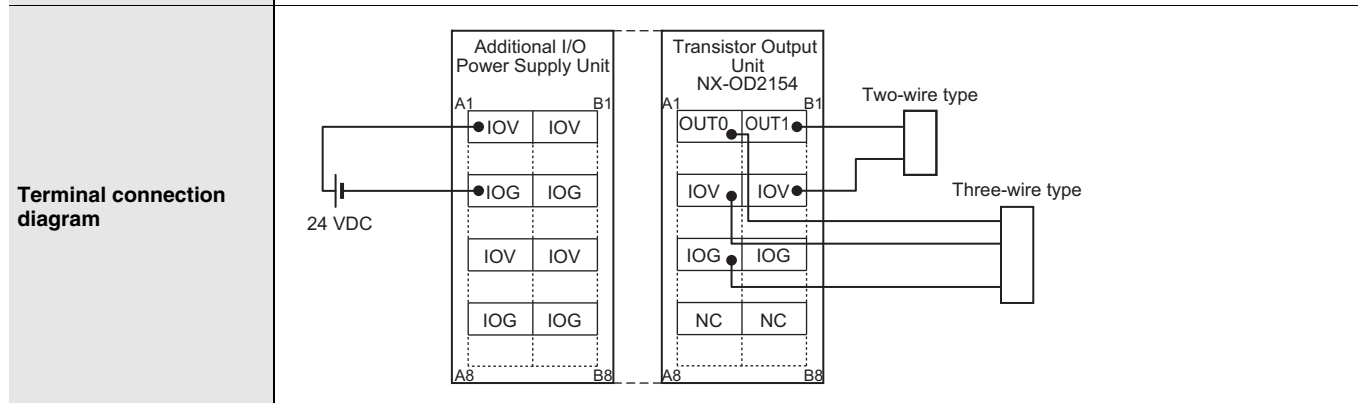 Terminal connection
diagram
Additional I/O
Power Supply Unit
A1 B1
IOV IOV
IOG IOG
IOV IOV
IOG IOG
A8 B8
24 VDC
Transistor Output
Unit
NX-OD2154
A1 B1
OUT0 OUT1
IOV IOV
IOG IOG
NC NC
A8 B8
Two-wire type
Three-wire type